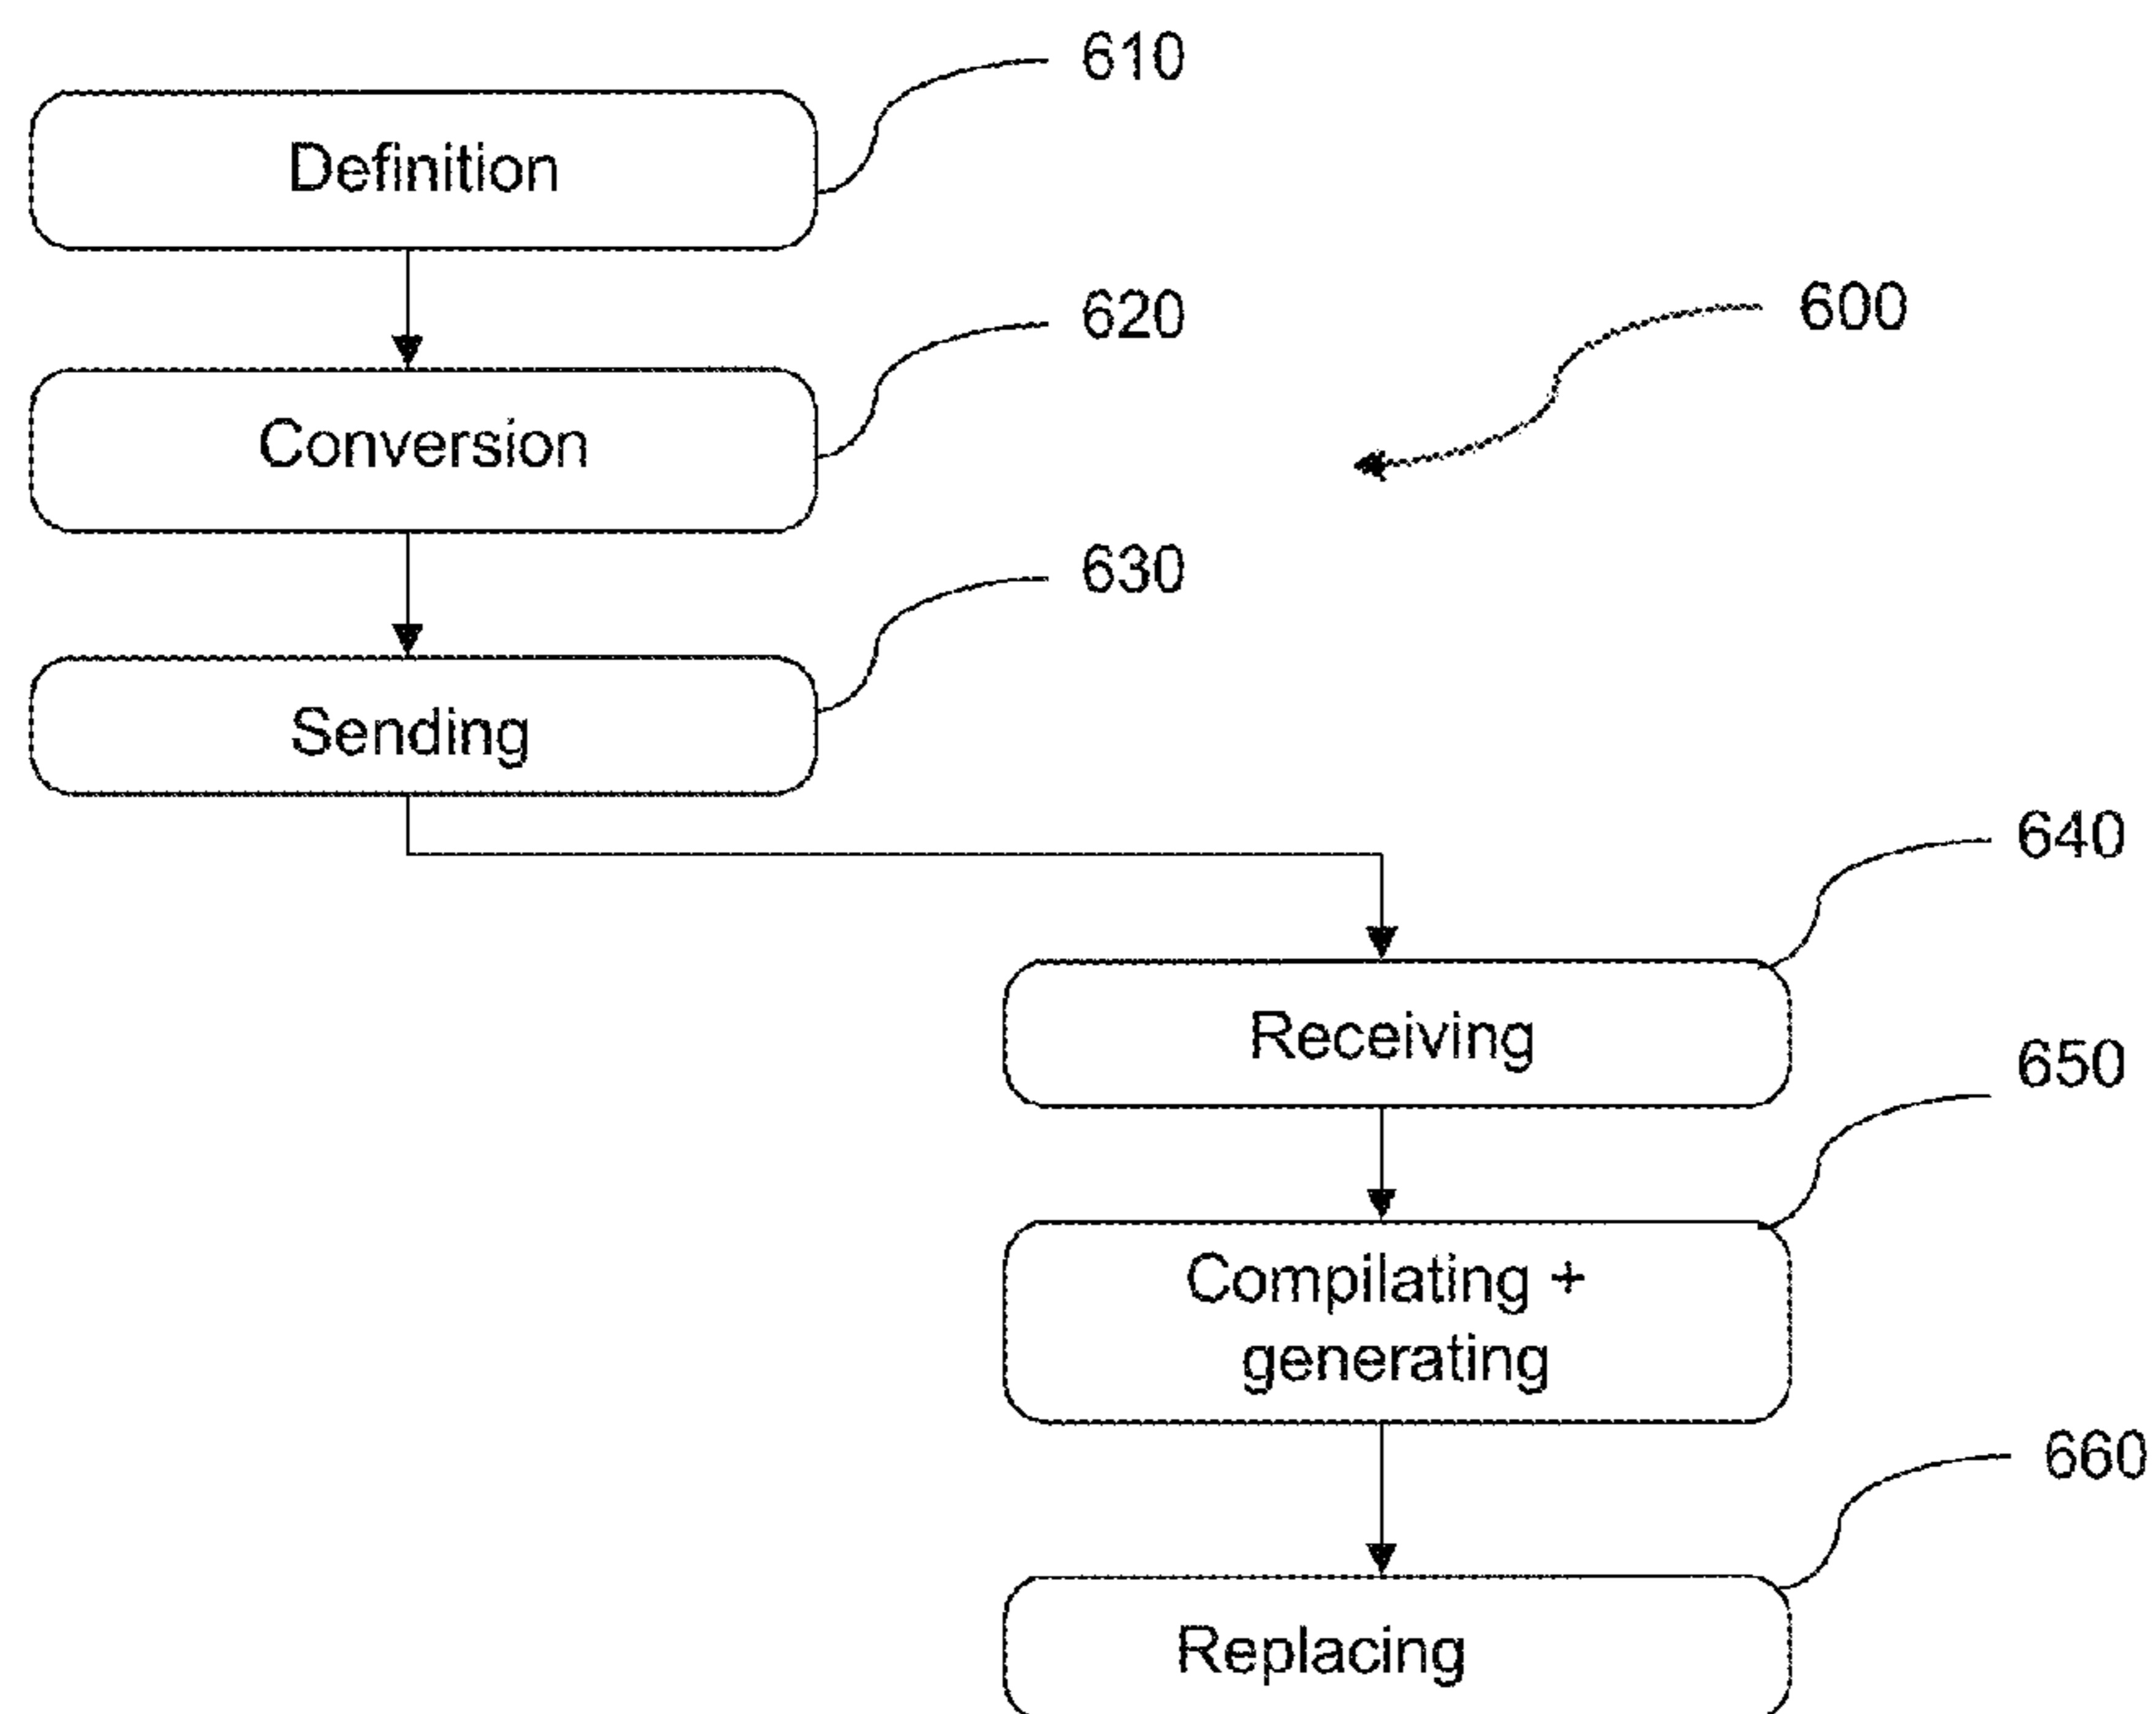 610
Definition
620
600
Conversion
630
Sending
640
Receiving
650
Compilating +
generating
660
Replacing